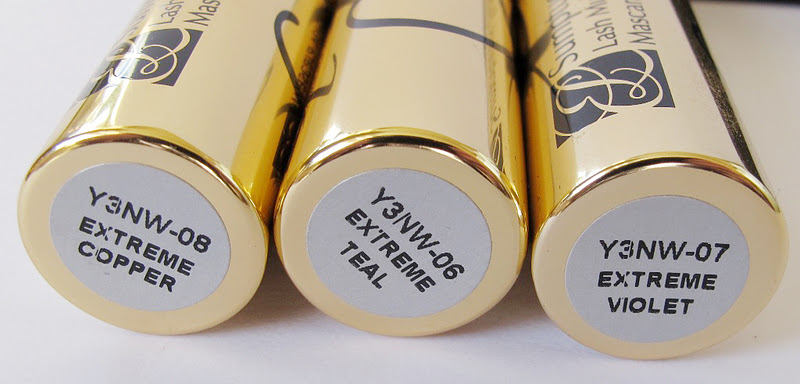 Y3NW-08
EXTREME
COPPER
Y3NW-06
EXTREME
TEAL
Lash
Mascar
Y3NW-07
EXTREME
VIOLET